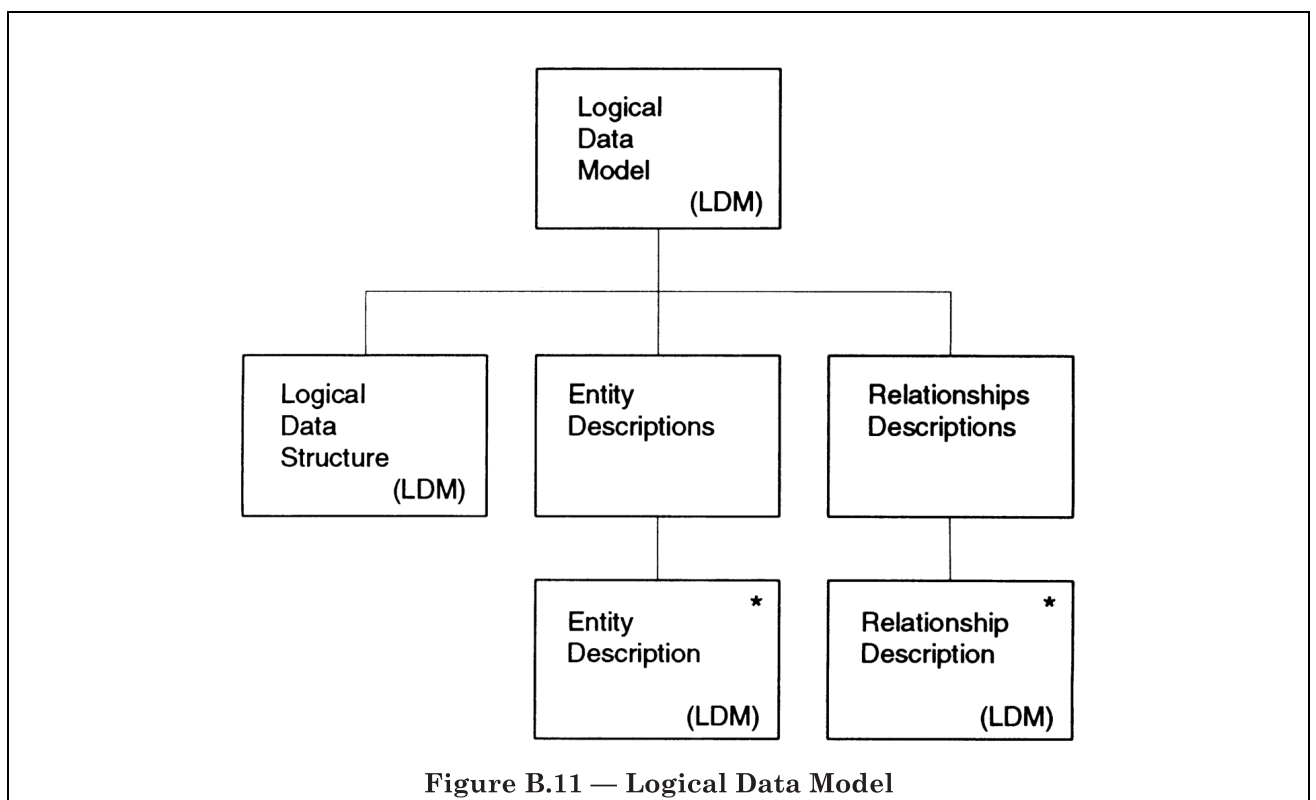 Logical
Data
Model
(LDM)
Logical
Data
Structure
(LDM)
Entity
Descriptions
Relationships
Descriptions
*
Entity
Description
(LDM)
*
Relationship
Description
(LDM)
Figure B.11 — Logical Data Model